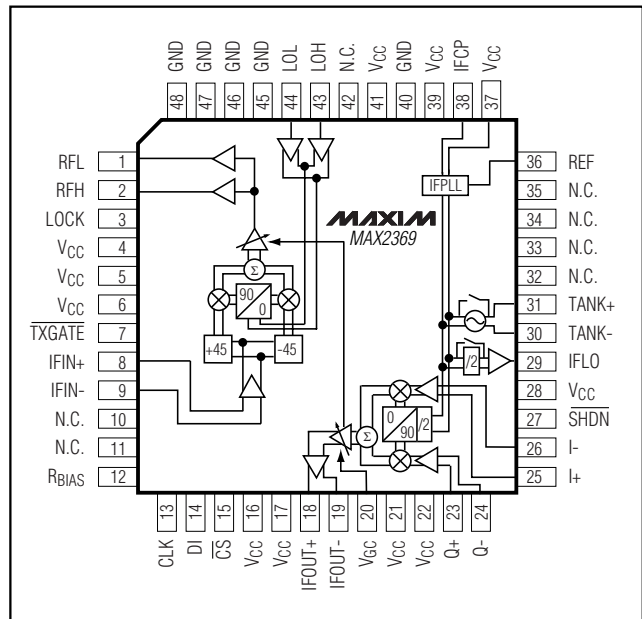 GND
GND
GND
GND
LOL
LOH
N.C.
VCC
GND
VCC
IFCP
VCC
48
47
46
45
44
43
42
41
40
39
38
37
RFL 1
RFH 2
LOCK 3
VCC 4
VCC 5
VCC 6
TXGATE 7
IFIN+ 8
IFIN- 9
N.C. 10
N.C. 11
RBIAS 12
36 REF
35 N.C.
34 N.C.
33 N.C.
32 N.C.
31 TANK+
30 TANK-
29 IFLO
28 VCC
27 SHDN
26 I-
25 I+
IFPLL
MAXIM
MAX2369
Σ
90
0
+45
-45
/2
Σ
0
90
/2
13
14
15
16
17
18
19
20
21
22
23
24
CLK
DI
CS
VCC
VCC
IFOUT+
IFOUT-
VGC
VCC
VCC
Q+
Q-